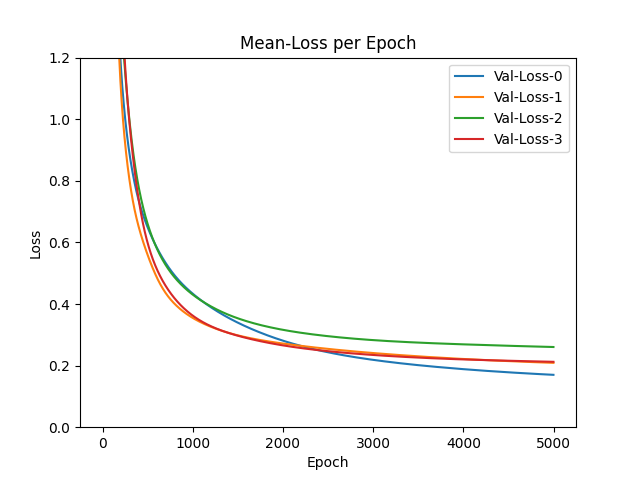 Mean-Loss per Epoch
1.2
1.0
0.8
0.6
0.4
0.2
0.0
Loss
Val-Loss-0
Val-Loss-1
Val-Loss-2
Val-Loss-3
0 1000 2000 3000 4000 5000
Epoch